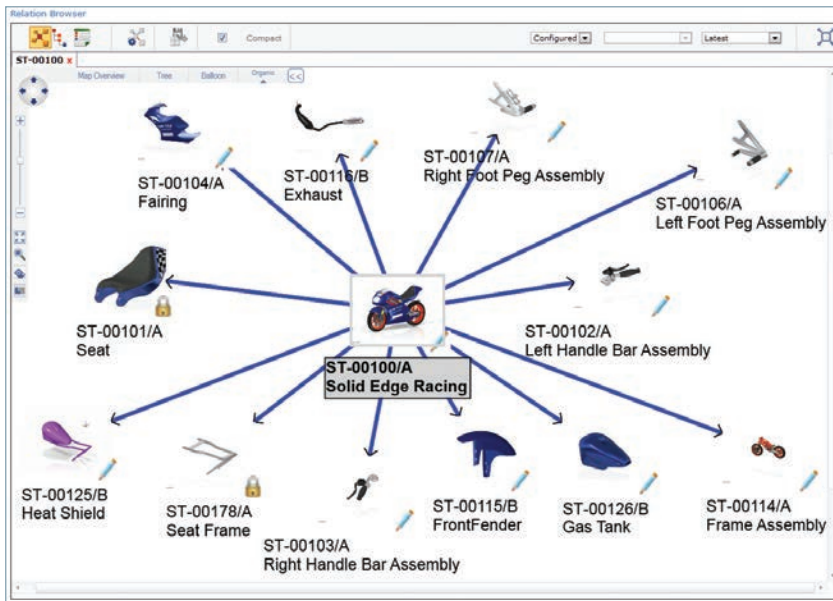 Relation Browser
Compact
Configured
Latest
ST-00100 x
Map Overview
Tree
Balloon
Organic
<<
ST-00104/A
Fairing
ST-00116/B
Exhaust
ST-00107/A
Right Foot Peg Assembly
ST-00106/A
Left Foot Peg Assembly
ST-00101/A
Seat
ST-00102/A
Left Handle Bar Assembly
ST-00100/A
Solid Edge Racing
ST-00125/B
Heat Shield
ST-00178/A
Seat Frame
ST-00103/A
Right Handle Bar Assembly
ST-00115/B
FrontFender
ST-00126/B
Gas Tank
ST-00114/A
Frame Assembly